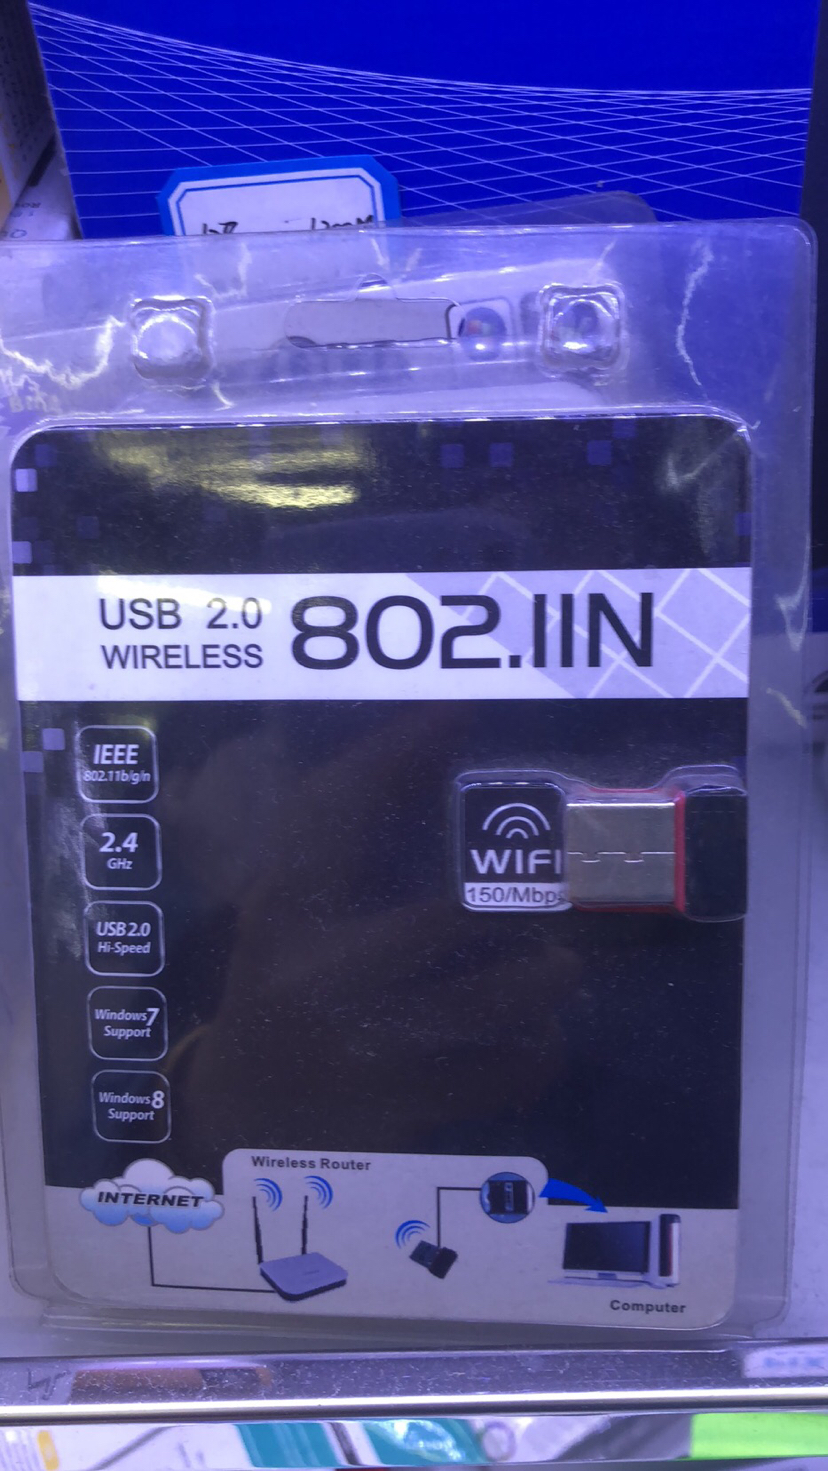 USB 2.0
WIRELESS
802.11N
IEEE
802.11b/g/n
2.4
GHz
USB2.0
Hi-Speed
Windows7
Support
Windows8
Support
WIFI
150/Mbps
INTERNET
Wireless Router
Computer